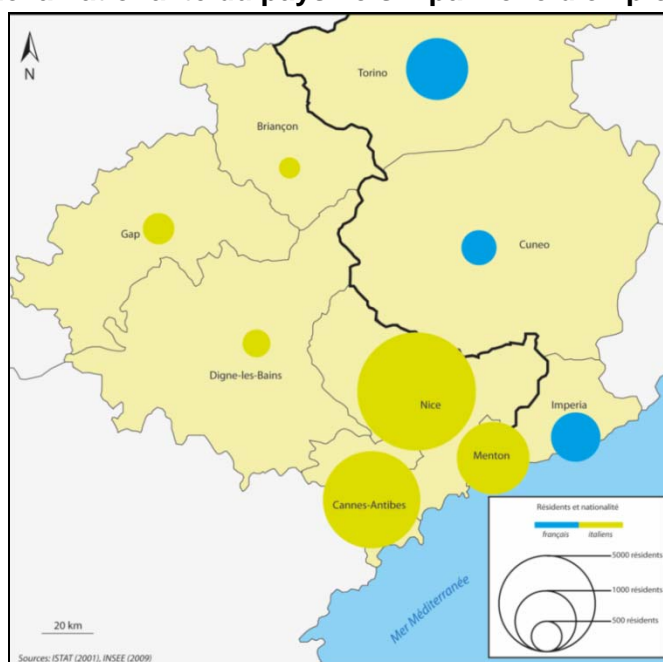 N
Torino
Briançon
Gap
Cuneo
Digne-les-Bains
Nice
Imperia
Menton
Cannes-Antibes
Résidents et nationalité
français
italiens
5000 résidents
1000 résidents
500 résidents
Mer Méditerranée
20 km
Sources: ISTAT (2001), INSEE (2009)